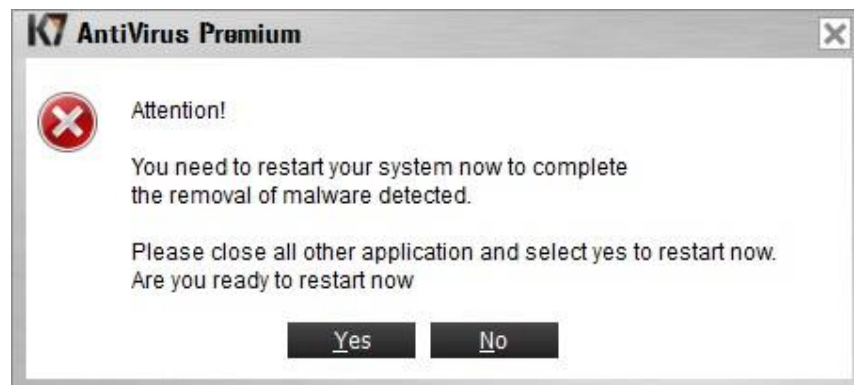 K7 AntiVirus Premium
Attention!
You need to restart your system now to complete
the removal of malware detected.
Please close all other application and select yes to restart now.
Are you ready to restart now
Yes No